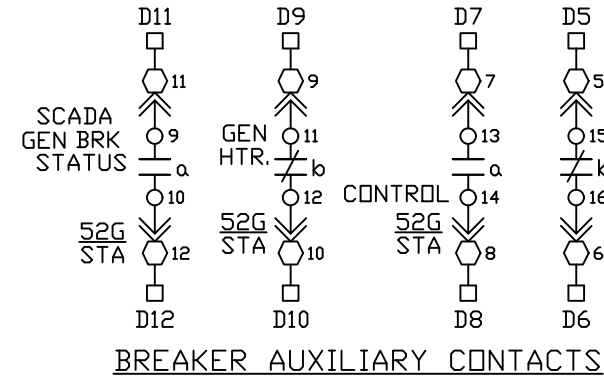 D11 D9 D7 D5
11 9 7 5
SCADA
GEN BRK
STATUS
9 11 13 15
GEN
HTR.
a b a
10 12 14 16
CONTROL
52G
STA
52G
STA
52G
STA
12 10 8 6
D12 D10 D8 D6
BREAKER AUXILIARY CONTACTS